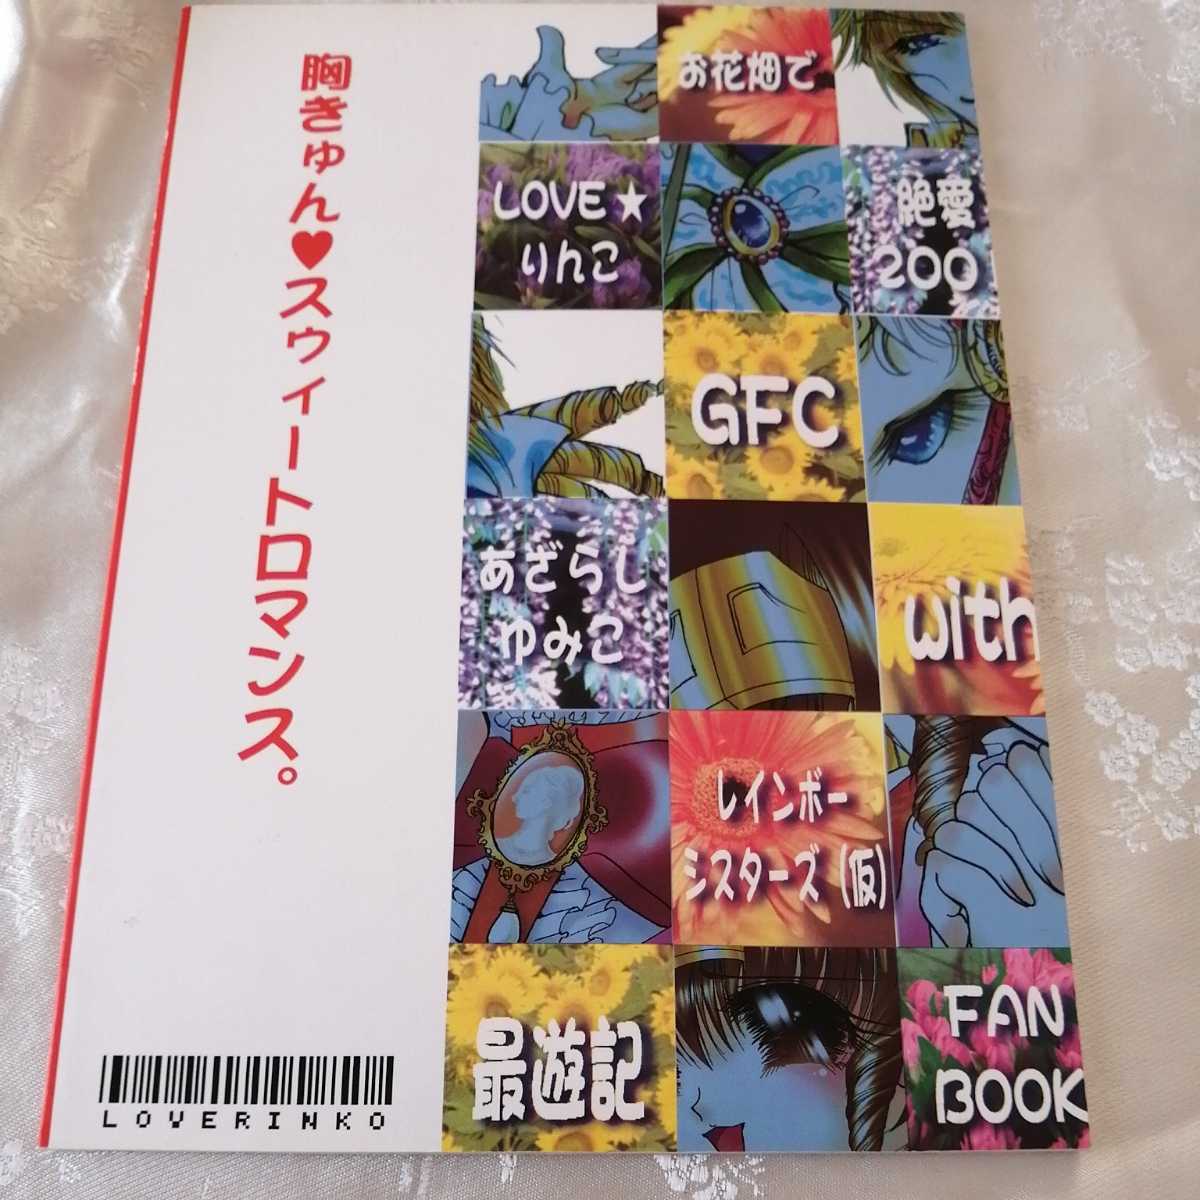 胸きゅん♥スウィートロマンス。
お花畑で
LOVE★
りんこ
絶愛
200
GFC
あざらし
ゆみこ
with
レインボー
シスターズ(仮)
最遊記
FAN
BOOK
LOVERINKO